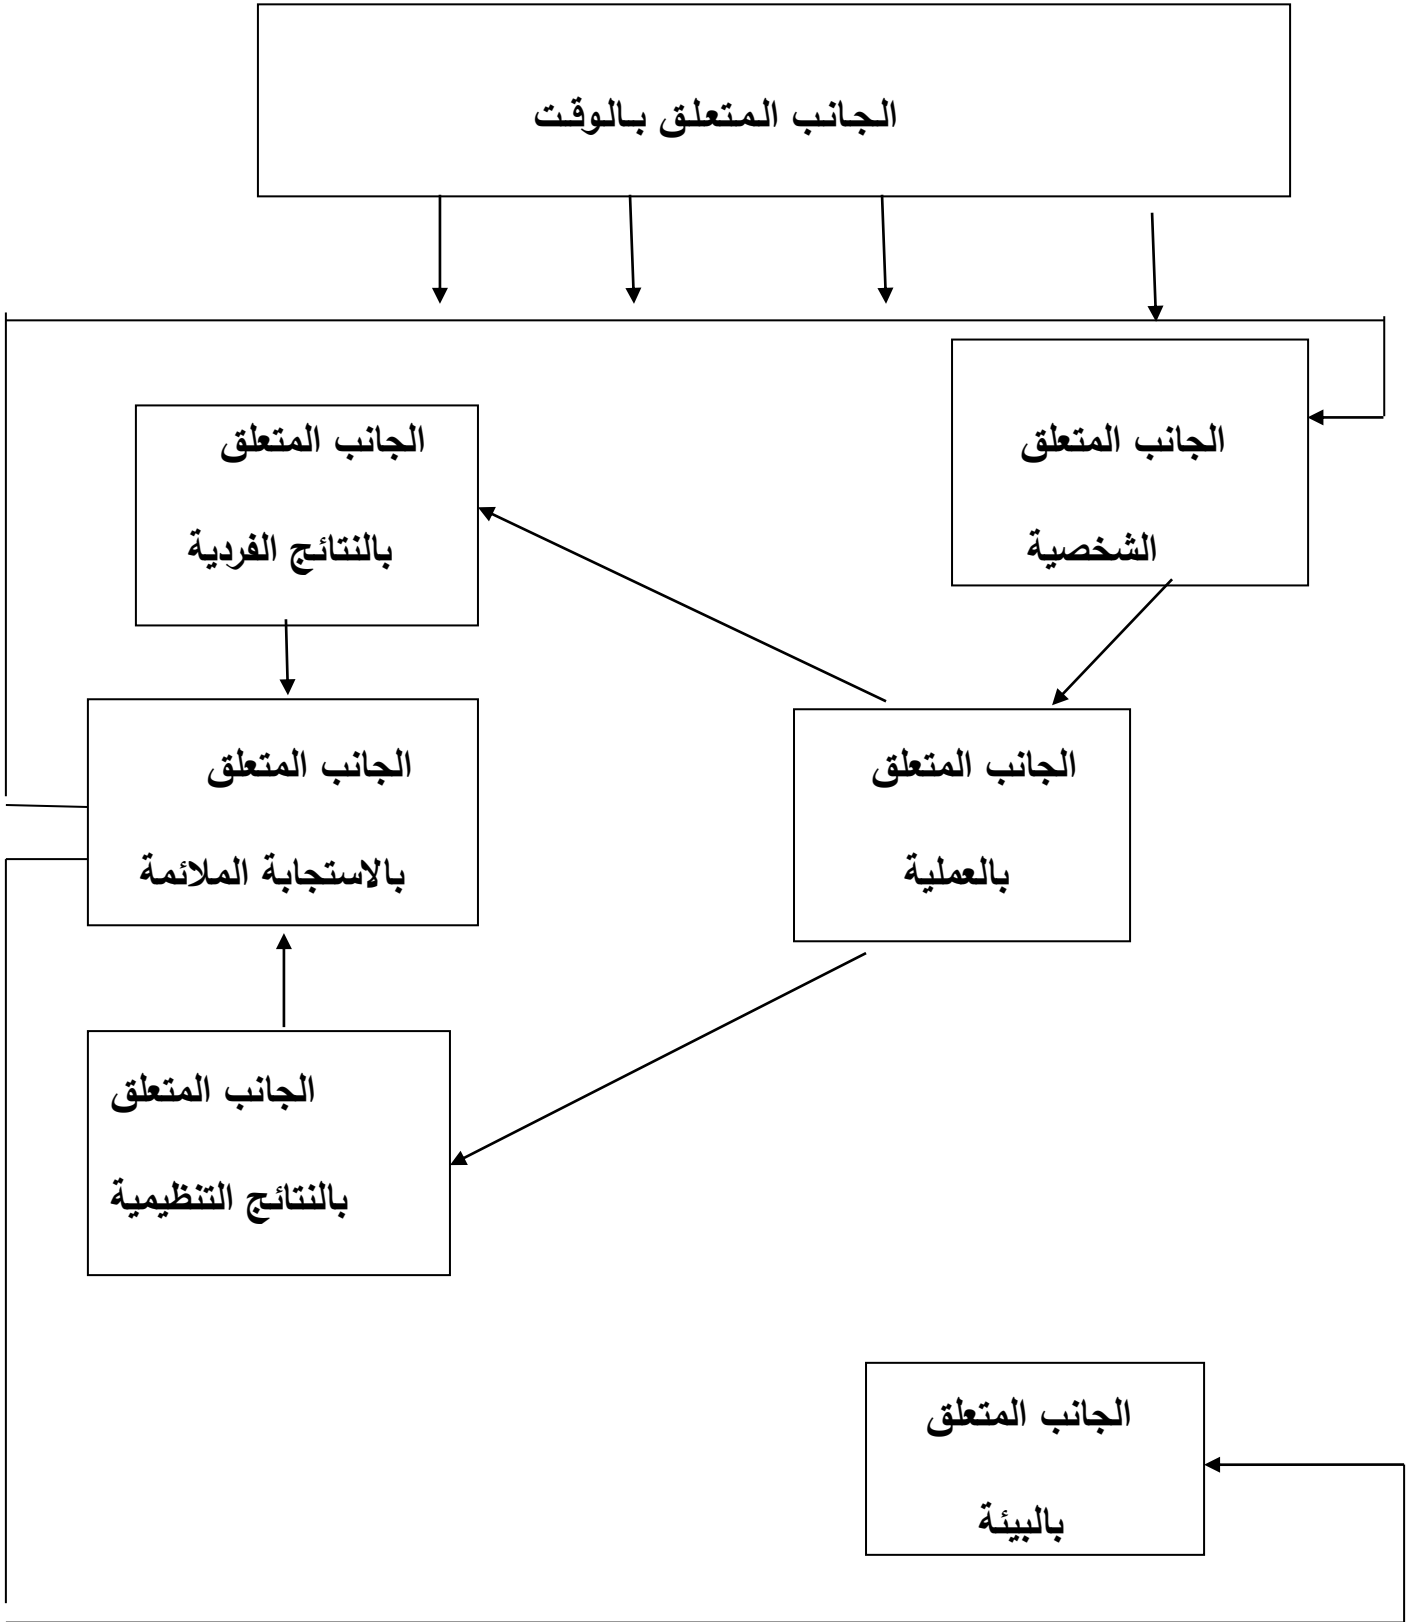 الجانب المتعلق بالوقت
الجانب المتعلق
الشخصية
الجانب المتعلق
بالنتائج الفردية
الجانب المتعلق
بالعملية
الجانب المتعلق
بالاستجابة الملائمة
الجانب المتعلق
بالنتائج التنظيمية
الجانب المتعلق
بالبيئة